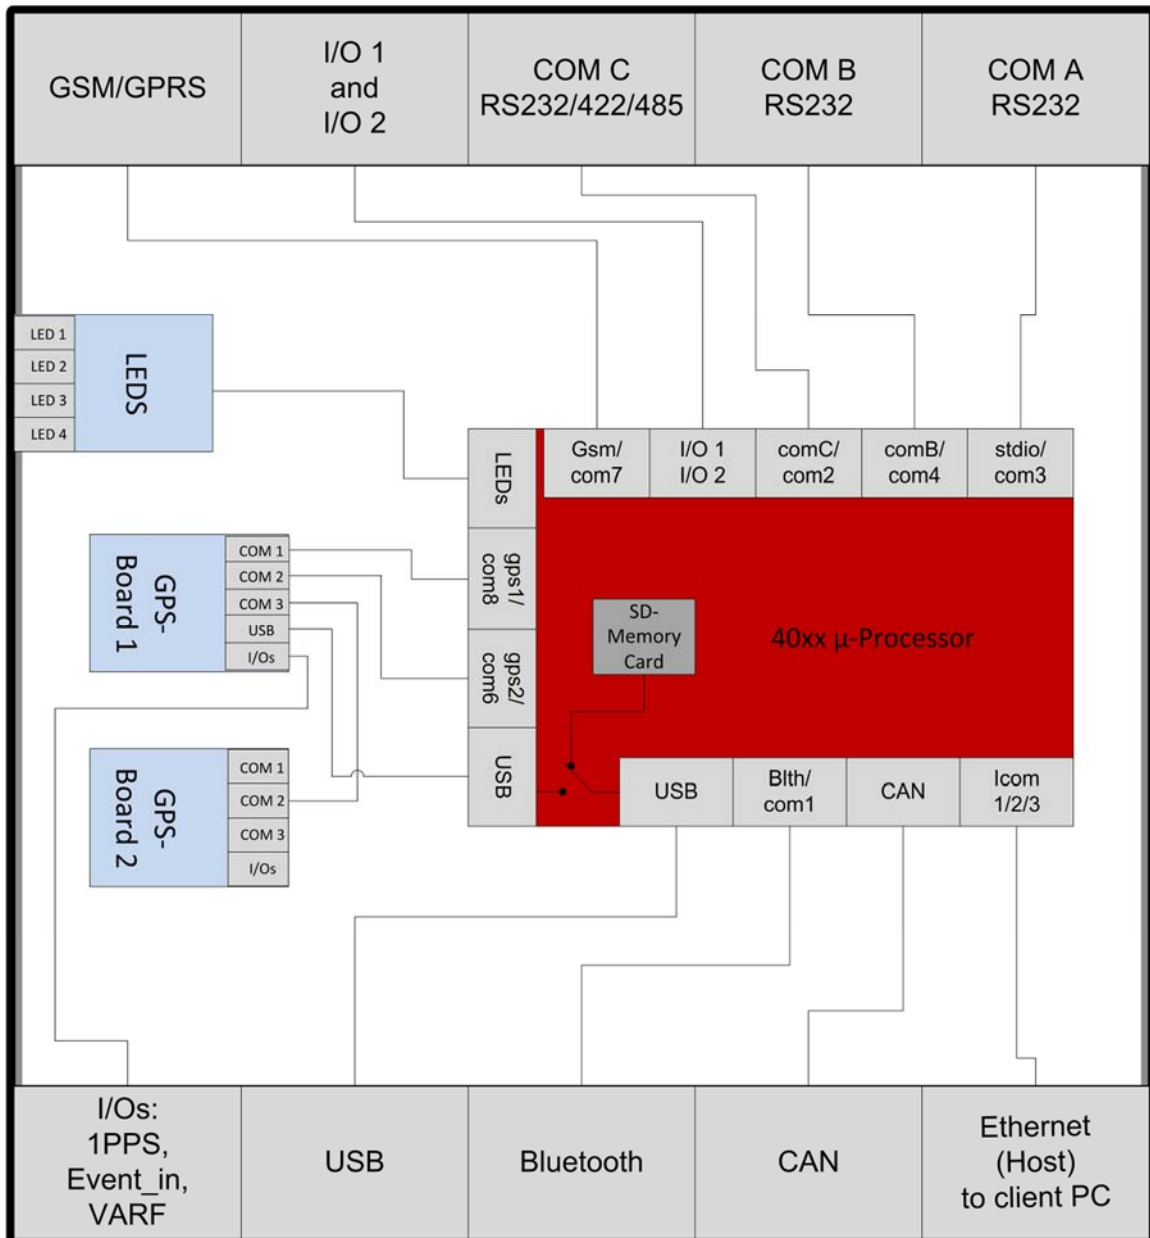 GSM/GPRS
I/O 1
and
I/O 2
COM C
RS232/422/485
COM B
RS232
COM A
RS232
LED 1
LED 2
LED 3
LED 4
LEDS
LEDs
Gsm/
com7
I/O 1
I/O 2
comC/
com2
comB/
com4
stdio/
com3
GPS-
Board 1
COM 1
COM 2
COM 3
USB
I/Os
gps1/
com8
gps2/
com6
USB
SD-
Memory
Card
40xx µ-Processor
GPS-
Board 2
COM 1
COM 2
COM 3
I/Os
USB
Blth/
com1
CAN
Icom
1/2/3
I/Os:
1PPS,
Event_in,
VARF
USB
Bluetooth
CAN
Ethernet
(Host)
to client PC